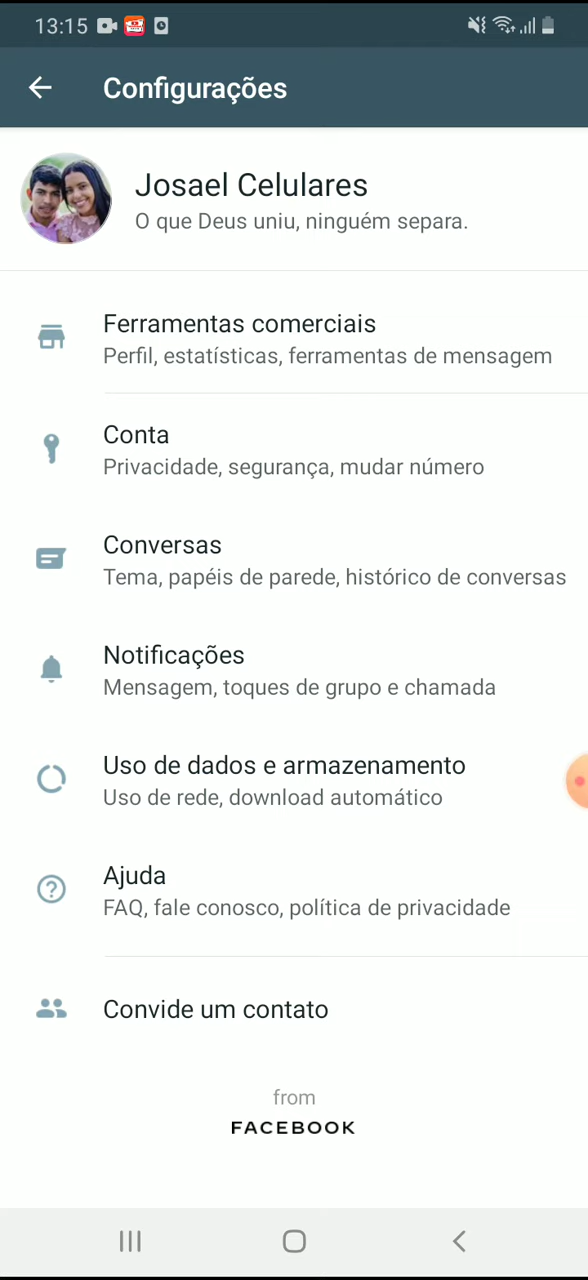 13:15
Configurações
Josael Celulares
O que Deus uniu, ninguém separa.
Ferramentas comerciais
Perfil, estatísticas, ferramentas de mensagem
Conta
Privacidade, segurança, mudar número
Conversas
Tema, papéis de parede, histórico de conversas
Notificações
Mensagem, toques de grupo e chamada
Uso de dados e armazenamento
Uso de rede, download automático
Ajuda
FAQ, fale conosco, política de privacidade
Convide um contato
from
FACEBOOK